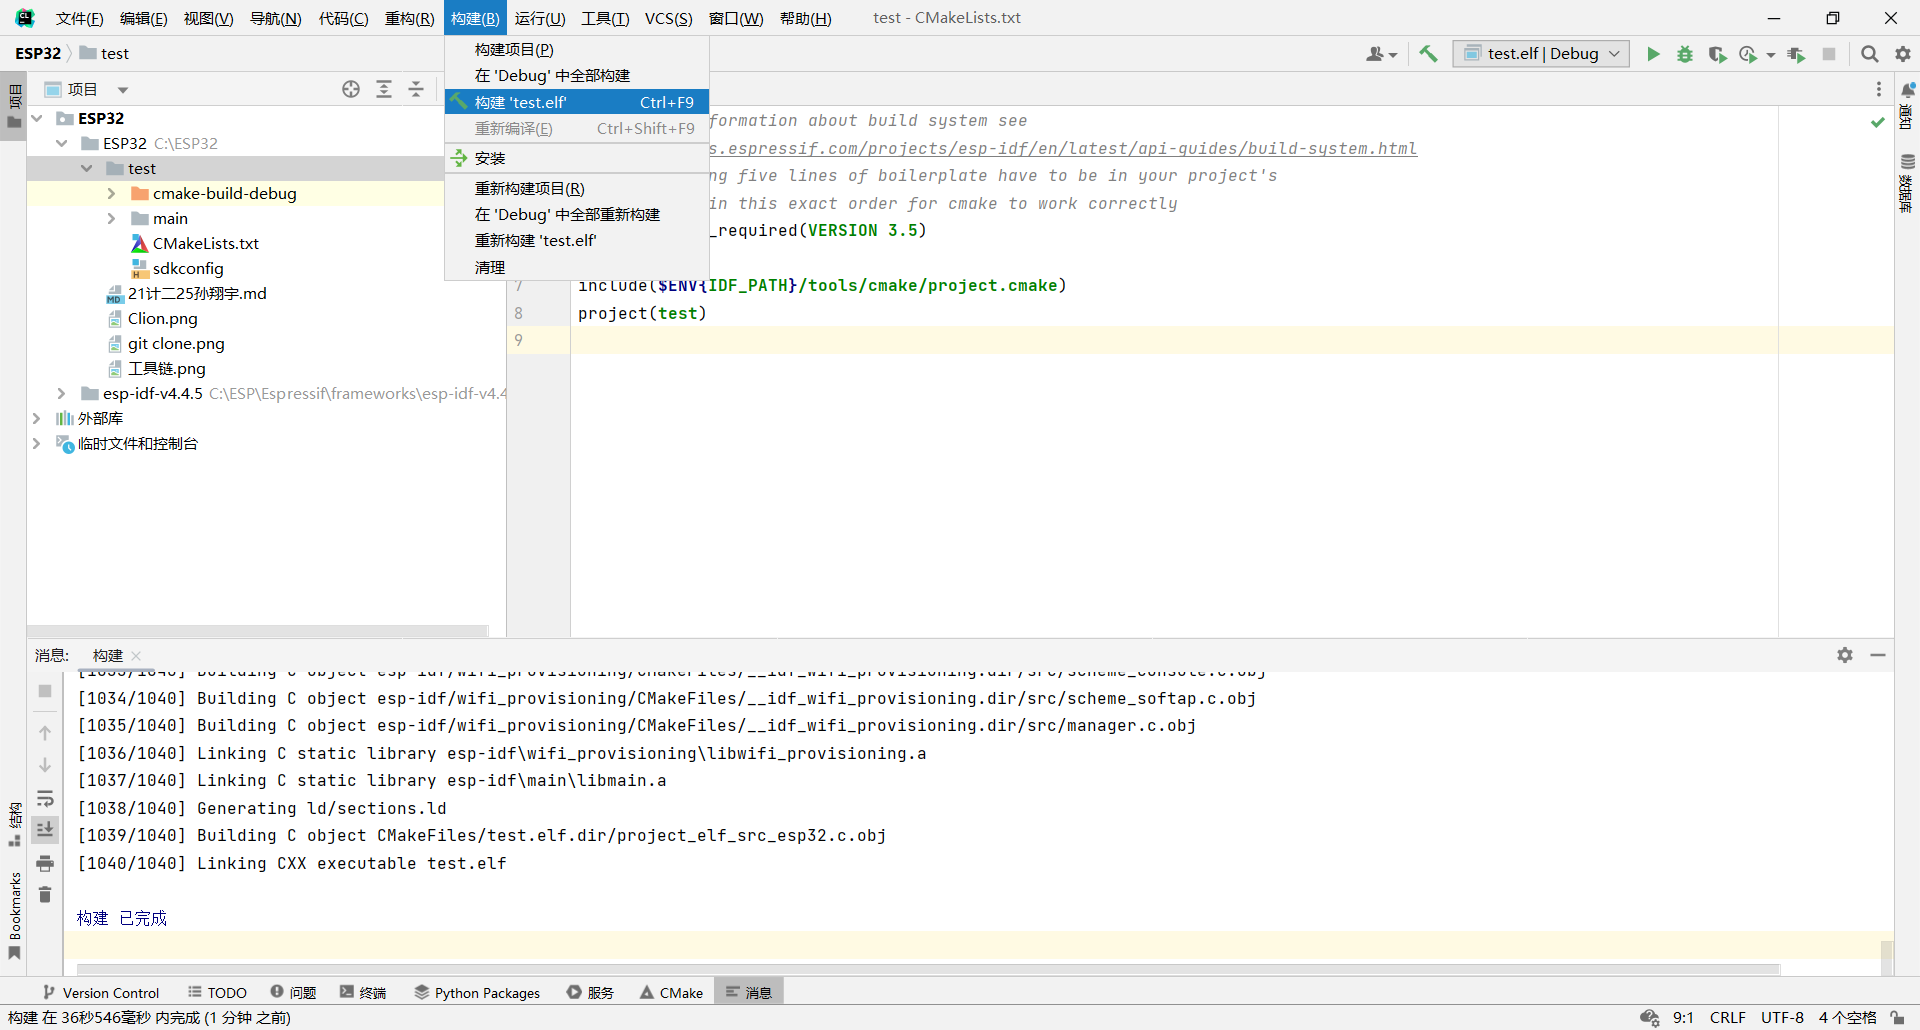 文件(F) 编辑(E) 视图(V) 导航(N) 代码(C) 重构(R) 构建(B) 运行(U) 工具(T) VCS(S) 窗口(W) 帮助(H) test - CMakeLists.txt
ESP32 test
test.elf | Debug
项目
项目
ESP32
ESP32 C:\ESP32
test
cmake-build-debug
main
CMakeLists.txt
sdkconfig
21计二25孙翔宇.md
Clion.png
git clone.png
工具链.png
esp-idf-v4.4.5 C:\ESP\Espressif\frameworks\esp-idf-v4.4
外部库
临时文件和控制台
构建项目(P)
在 'Debug' 中全部构建
构建 'test.elf' Ctrl+F9
重新编译(E) Ctrl+Shift+F9
安装
重新构建项目(R)
在 'Debug' 中全部重新构建
重新构建 'test.elf'
清理
formation about build system see
s.espressif.com/projects/esp-idf/en/latest/api-guides/build-system.html
ng five lines of boilerplate have to be in your project's
in this exact order for cmake to work correctly
_required(VERSION 3.5)
7 include($ENV{IDF_PATH}/tools/cmake/project.cmake)
8 project(test)
9
通知
数据库
消息: 构建
[1033/1040] Building C object esp-idf/wifi_provisioning/CMakeFiles/__idf_wifi_provisioning.dir/src/scheme_console.c.obj
[1034/1040] Building C object esp-idf/wifi_provisioning/CMakeFiles/__idf_wifi_provisioning.dir/src/scheme_softap.c.obj
[1035/1040] Building C object esp-idf/wifi_provisioning/CMakeFiles/__idf_wifi_provisioning.dir/src/manager.c.obj
[1036/1040] Linking C static library esp-idf\wifi_provisioning\libwifi_provisioning.a
[1037/1040] Linking C static library esp-idf\main\libmain.a
[1038/1040] Generating ld/sections.ld
[1039/1040] Building C object CMakeFiles/test.elf.dir/project_elf_src_esp32.c.obj
[1040/1040] Linking CXX executable test.elf
构建 已完成
结构
Bookmarks
Version Control TODO 问题 终端 Python Packages 服务 CMake 消息
构建 在 36秒546毫秒 内完成 (1 分钟 之前) 9:1 CRLF UTF-8 4 个空格